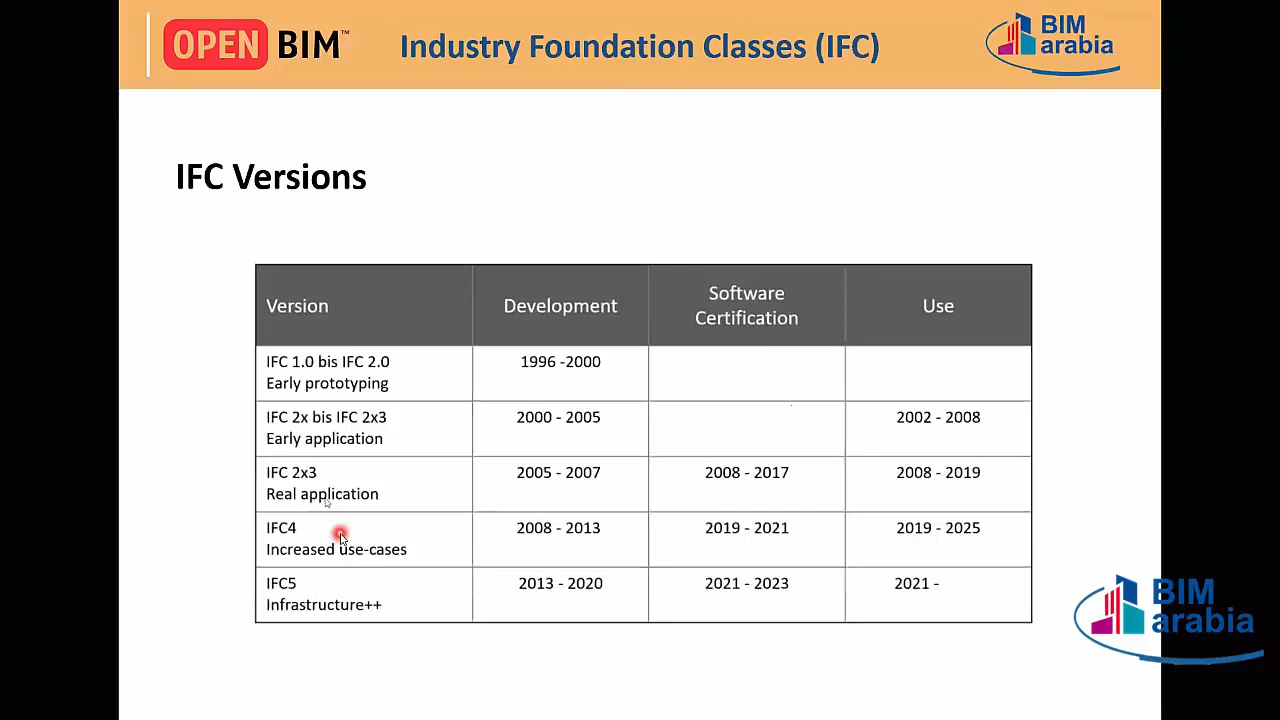 OPEN BIM™
Industry Foundation Classes (IFC)
BIM
arabia
IFC Versions
Version
Development
Software
Certification
Use
IFC 1.0 bis IFC 2.0
Early prototyping
1996 -2000
IFC 2x bis IFC 2x3
Early application
2000 - 2005
2002 - 2008
IFC 2x3
Real application
2005 - 2007
2008 - 2017
2008 - 2019
IFC4
Increased use-cases
2008 - 2013
2019 - 2021
2019 - 2025
IFC5
Infrastructure++
2013 - 2020
2021 - 2023
2021 -
BIM
arabia